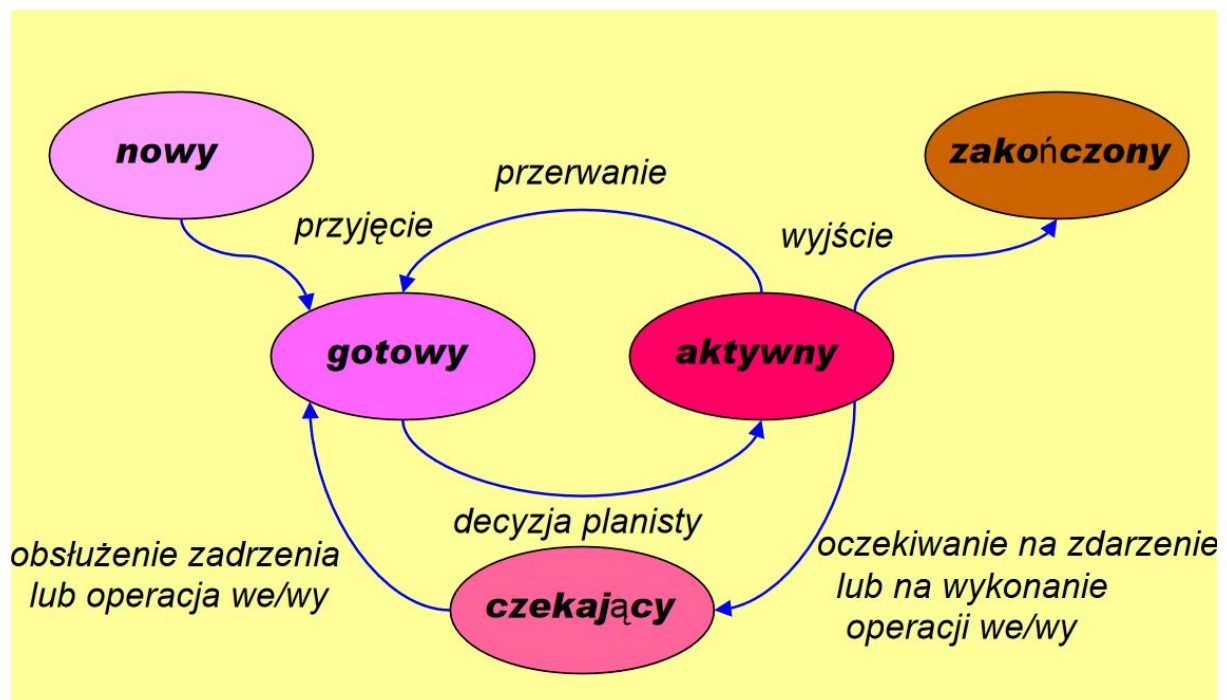 nowy
zakończony
przerwanie
przyjęcie
wyjście
gotowy
aktywny
decyzja planisty
obsłużenie zadrzenia
lub operacja we/wy
oczekiwanie na zdarzenie
lub na wykonanie
operacji we/wy
czekający